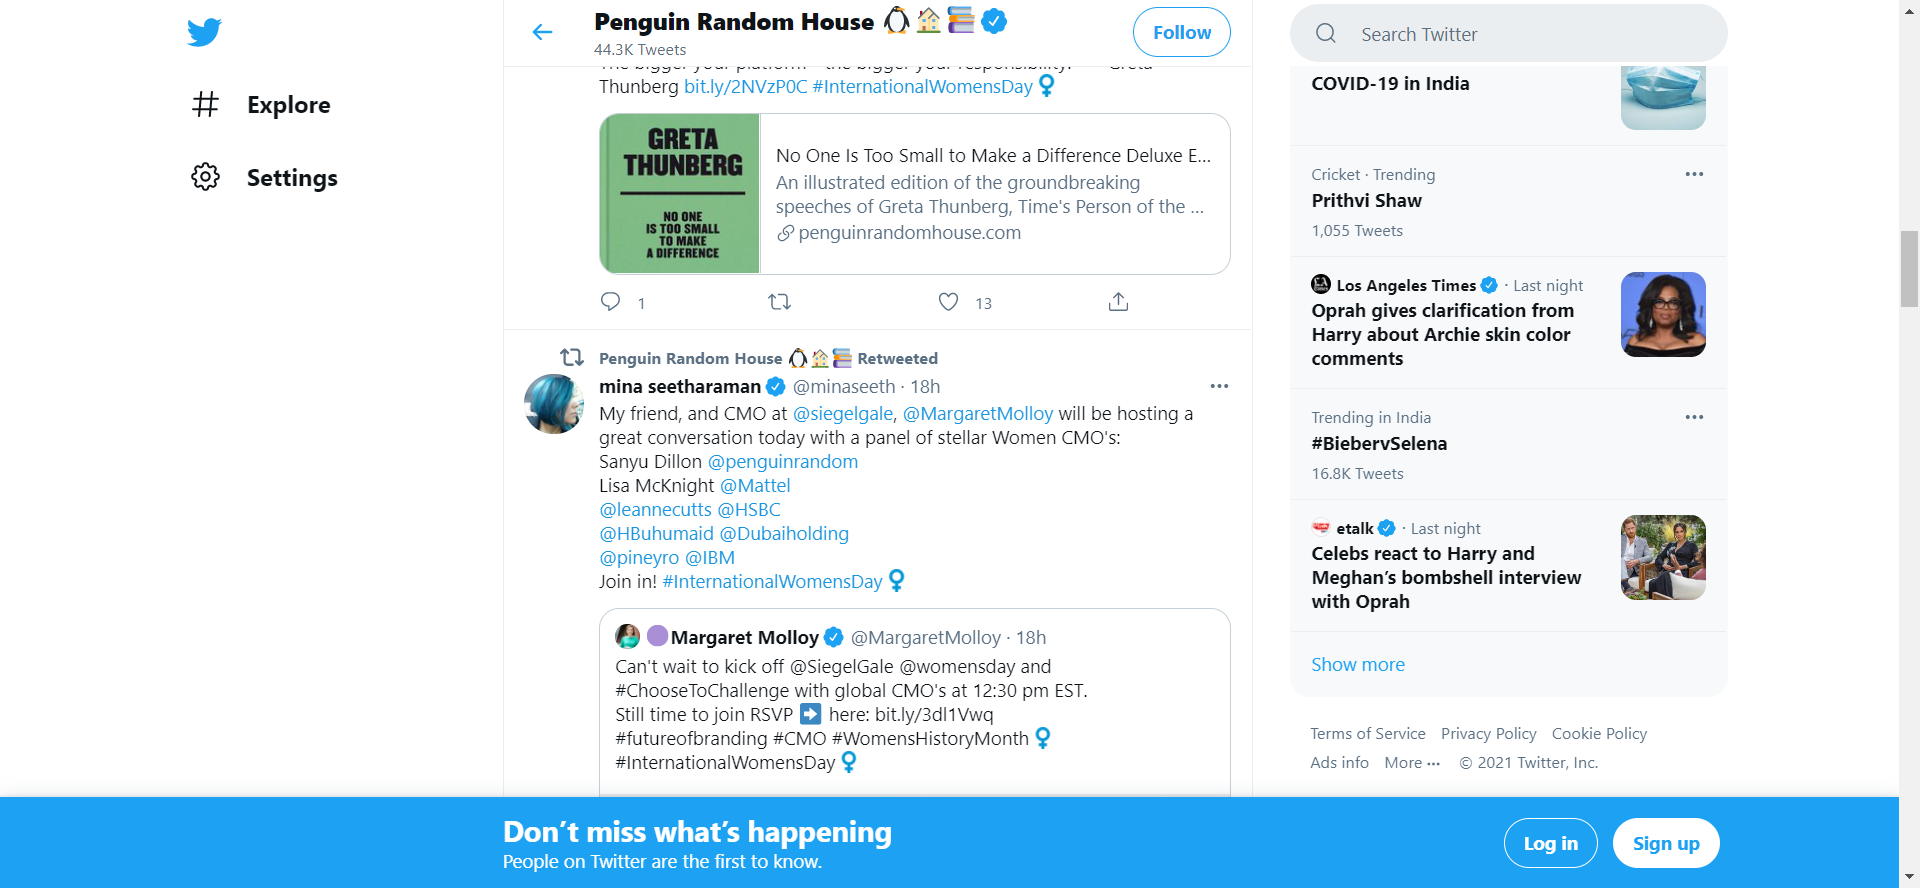 Explore
Settings
Penguin Random House
44.3K Tweets
Follow
The bigger your platform - the bigger your responsibility. Greta
Thunberg bit.ly/2NVzP0C #InternationalWomensDay
GRETA
THUNBERG
NO ONE
IS TOO SMALL
TO MAKE
A DIFFERENCE
No One Is Too Small to Make a Difference Deluxe E...
An illustrated edition of the groundbreaking
speeches of Greta Thunberg, Time's Person of the ...
penguinrandomhouse.com
1
13
Penguin Random House Retweeted
mina seetharaman @minaseeth · 18h
My friend, and CMO at @siegelgale, @MargaretMolloy will be hosting a
great conversation today with a panel of stellar Women CMO's:
Sanyu Dillon @penguinrandom
Lisa McKnight @Mattel
@leannecutts @HSBC
@HBuhumaid @Dubaiholding
@pineyro @IBM
Join in! #InternationalWomensDay
Margaret Molloy @MargaretMolloy · 18h
Can't wait to kick off @SiegelGale @womensday and
#ChooseToChallenge with global CMO's at 12:30 pm EST.
Still time to join RSVP ➡ here: bit.ly/3dl1Vwq
#futureofbranding #CMO #WomensHistoryMonth
#InternationalWomensDay
Search Twitter
COVID-19 in India
Cricket · Trending
Prithvi Shaw
1,055 Tweets
Los Angeles Times · Last night
Oprah gives clarification from
Harry about Archie skin color
comments
Trending in India
#BiebervSelena
16.8K Tweets
etalk · Last night
Celebs react to Harry and
Meghan’s bombshell interview
with Oprah
Show more
Terms of Service Privacy Policy Cookie Policy
Ads info More ··· © 2021 Twitter, Inc.
Don’t miss what’s happening
People on Twitter are the first to know.
Log in
Sign up